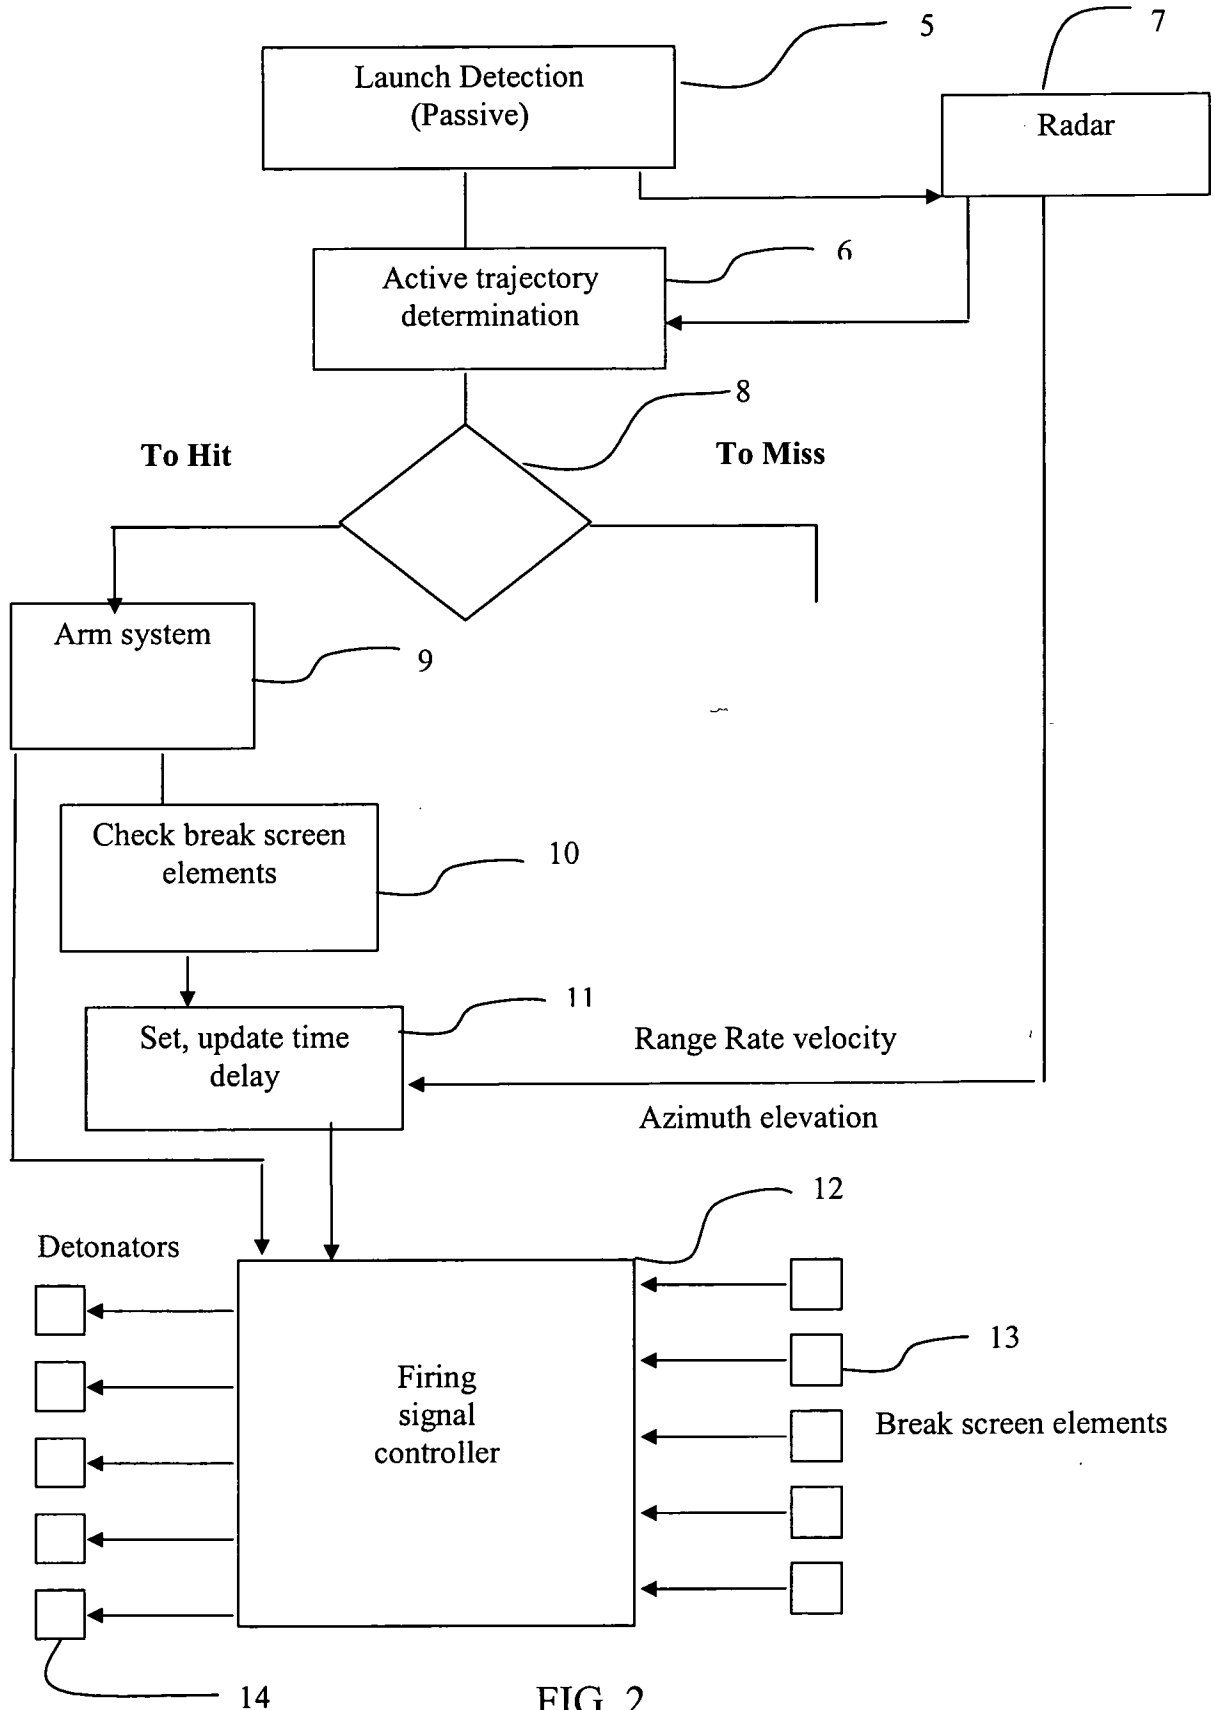 5
7
Launch Detection
(Passive)
Radar
6
Active trajectory
determination
8
To Hit
To Miss
Arm system
9
Check break screen
elements
10
11
Set, update time
delay
Range Rate velocity
Azimuth elevation
12
Detonators
13
Firing
signal
controller
Break screen elements
14
FIG. 2